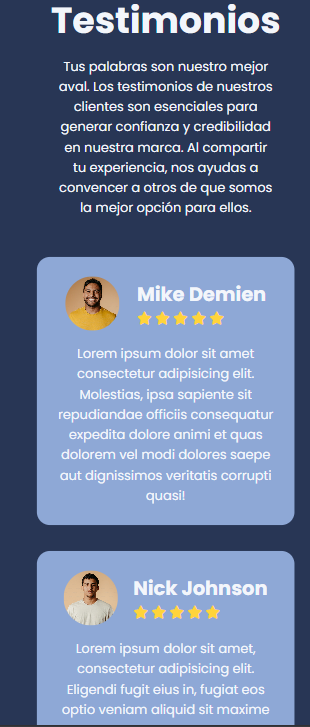 Testimonios
Tus palabras son nuestro mejor
aval. Los testimonios de nuestros
clientes son esenciales para
generar confianza y credibilidad
en nuestra marca. Al compartir
tu experiencia, nos ayudas a
convencer a otros de que somos
la mejor opción para ellos.
Mike Demien
Lorem ipsum dolor sit amet
consectetur adipisicing elit.
Molestias, ipsa sapiente sit
repudiandae officiis consequatur
expedita dolore animi et quas
dolorem vel modi dolores saepe
aut dignissimos veritatis corrupti
quasi!
Nick Johnson
Lorem ipsum dolor sit amet,
consectetur adipisicing elit.
Eligendi fugit eius in, fugiat eos
optio veniam aliquid sit maxime